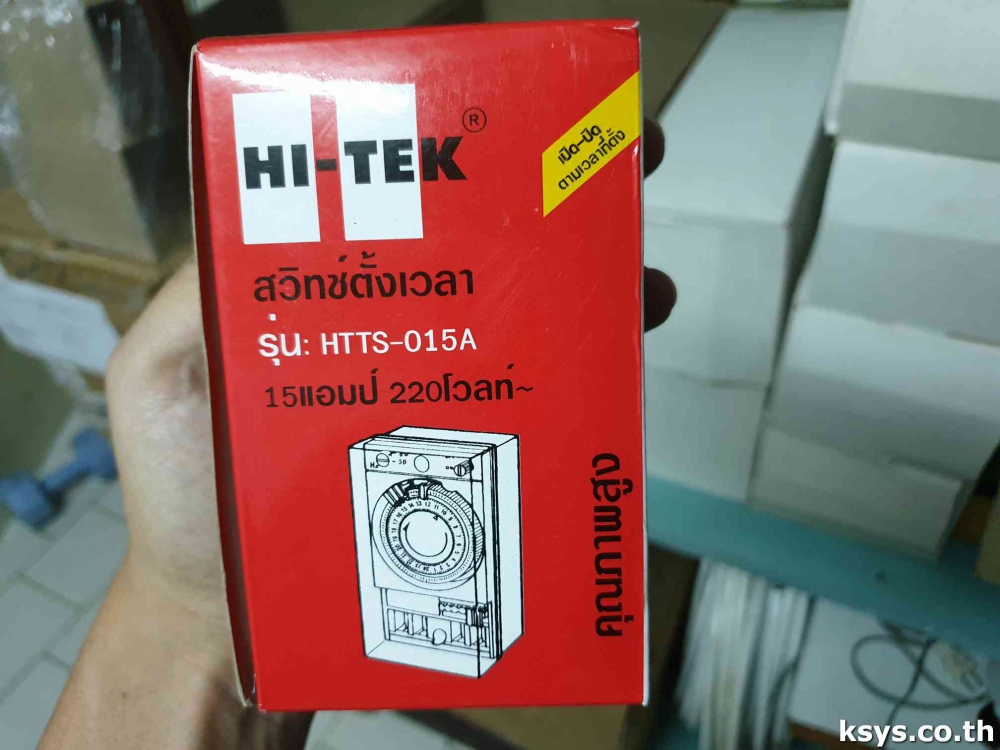 HI-TEK ®
เปิด-ปิด
ตามเวลาที่ตั้ง
สวิทช์ตั้งเวลา
รุ่น: HTTS-015A
15แอมป์ 220โวลท์~
คุณภาพสูง
ksys.co.th